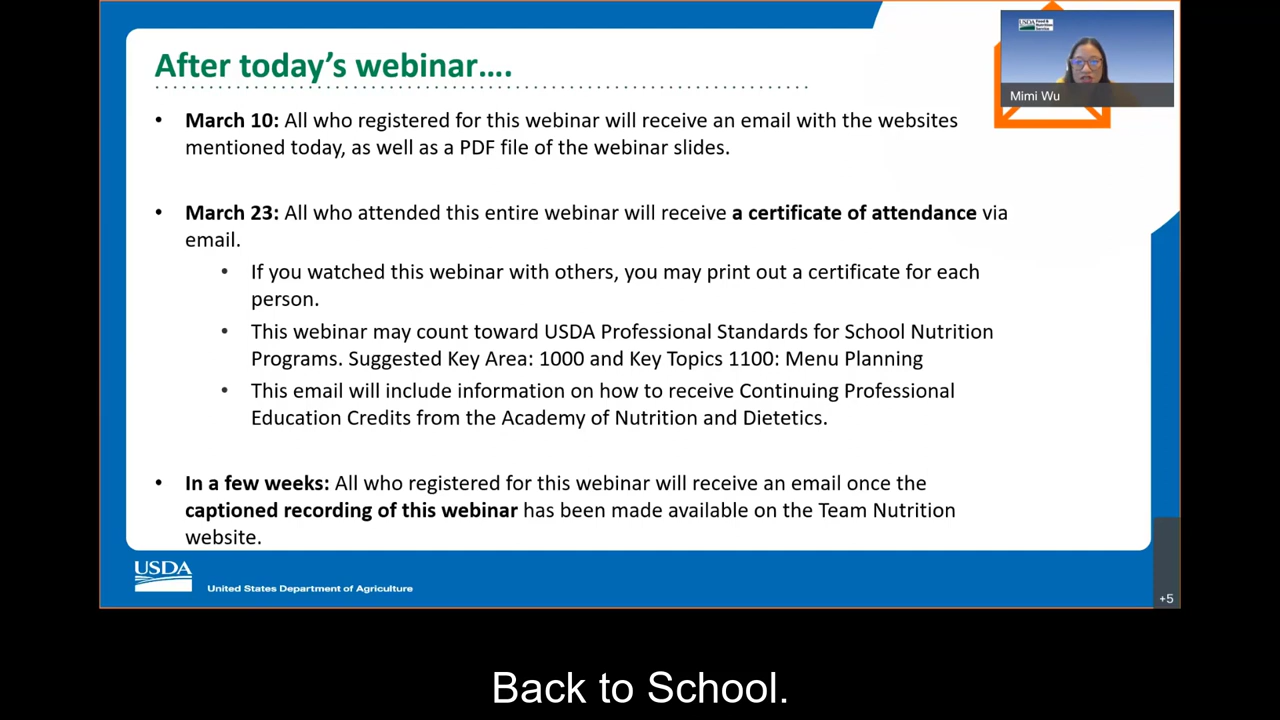 After today's webinar....
• March 10: All who registered for this webinar will receive an email with the websites
mentioned today, as well as a PDF file of the webinar slides.
• March 23: All who attended this entire webinar will receive a certificate of attendance via
email.
• If you watched this webinar with others, you may print out a certificate for each
person.
• This webinar may count toward USDA Professional Standards for School Nutrition
Programs. Suggested Key Area: 1000 and Key Topics 1100: Menu Planning
• This email will include information on how to receive Continuing Professional
Education Credits from the Academy of Nutrition and Dietetics.
• In a few weeks: All who registered for this webinar will receive an email once the
captioned recording of this webinar has been made available on the Team Nutrition
website.
USDA
Food &
Nutrition
Service
Mimi Wu
USDA
United States Department of Agriculture
+5
Back to School.